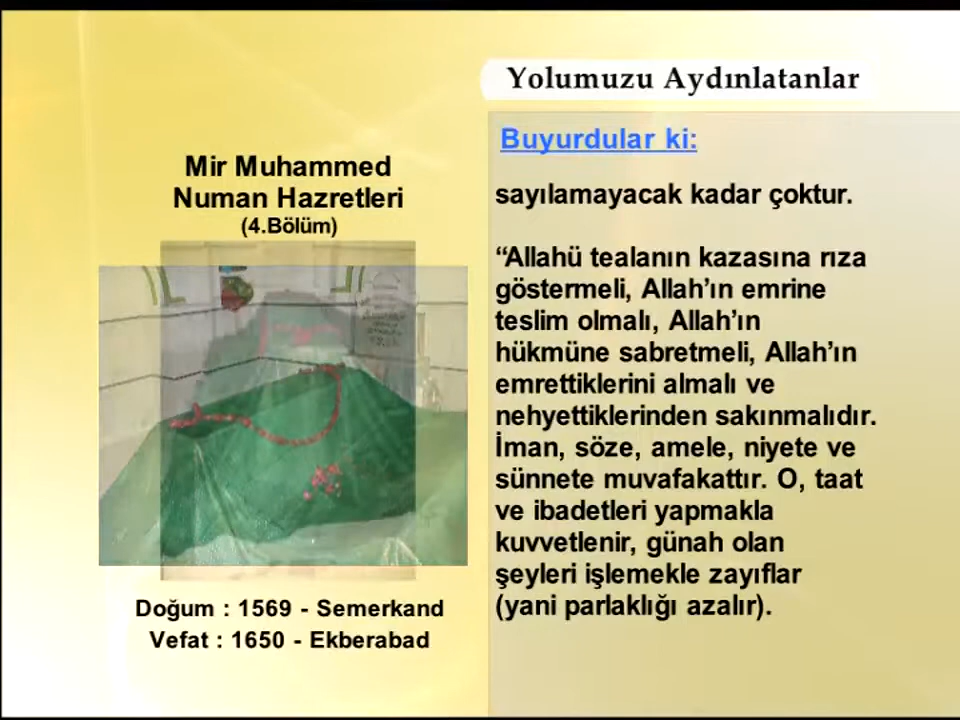 Yolumuzu Aydınlatanlar
Mir Muhammed
Numan Hazretleri
(4.Bölüm)
Doğum : 1569 - Semerkand
Vefat : 1650 - Ekberabad
Buyurdular ki:
sayılamayacak kadar çoktur.
“Allahü tealanın kazasına rıza
göstermeli, Allah’ın emrine
teslim olmalı, Allah’ın
hükmüne sabretmeli, Allah’ın
emrettiklerini almalı ve
nehyettiklerinden sakınmalıdır.
İman, söze, amele, niyete ve
sünnete muvafakattır. O, taat
ve ibadetleri yapmakla
kuvvetlenir, günah olan
şeyleri işlemekle zayıflar
(yani parlaklığı azalır).